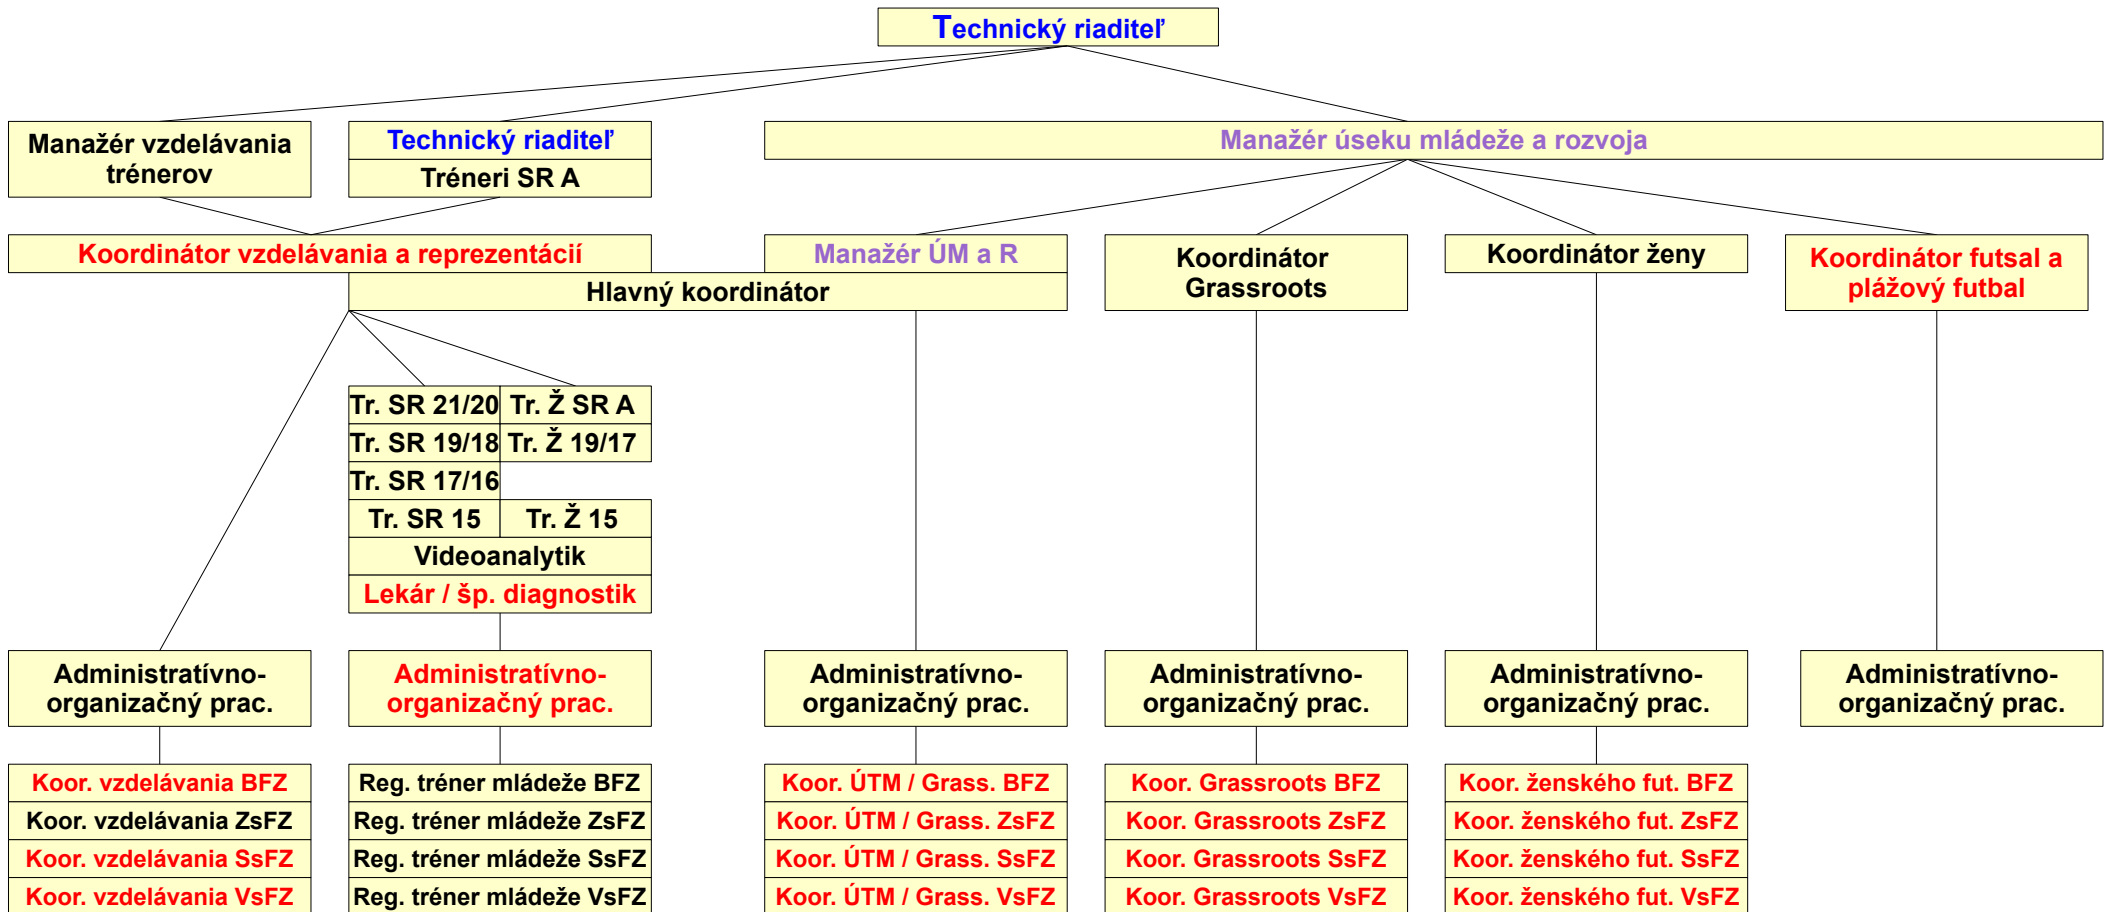 Technický riaditeľ
Manažér vzdelávania
trénerov
Technický riaditeľ
Tréneri SR A
Manažér úseku mládeže a rozvoja
Koordinátor vzdelávania a reprezentácií
Manažér ÚM a R
Hlavný koordinátor
Koordinátor
Grassroots
Koordinátor ženy
Koordinátor futsal a
plážový futbal
Tr. SR 21/20
Tr. Ž SR A
Tr. SR 19/18
Tr. Ž 19/17
Tr. SR 17/16
Tr. SR 15
Tr. Ž 15
Videoanalytik
Lekár / šp. diagnostik
Administratívno-
organizačný prac.
Administratívno-
organizačný prac.
Administratívno-
organizačný prac.
Administratívno-
organizačný prac.
Administratívno-
organizačný prac.
Administratívno-
organizačný prac.
Koor. vzdelávania BFZ
Koor. vzdelávania ZsFZ
Koor. vzdelávania SsFZ
Koor. vzdelávania VsFZ
Reg. tréner mládeže BFZ
Reg. tréner mládeže ZsFZ
Reg. tréner mládeže SsFZ
Reg. tréner mládeže VsFZ
Koor. ÚTM / Grass. BFZ
Koor. ÚTM / Grass. ZsFZ
Koor. ÚTM / Grass. SsFZ
Koor. ÚTM / Grass. VsFZ
Koor. Grassroots BFZ
Koor. Grassroots ZsFZ
Koor. Grassroots SsFZ
Koor. Grassroots VsFZ
Koor. ženského fut. BFZ
Koor. ženského fut. ZsFZ
Koor. ženského fut. SsFZ
Koor. ženského fut. VsFZ